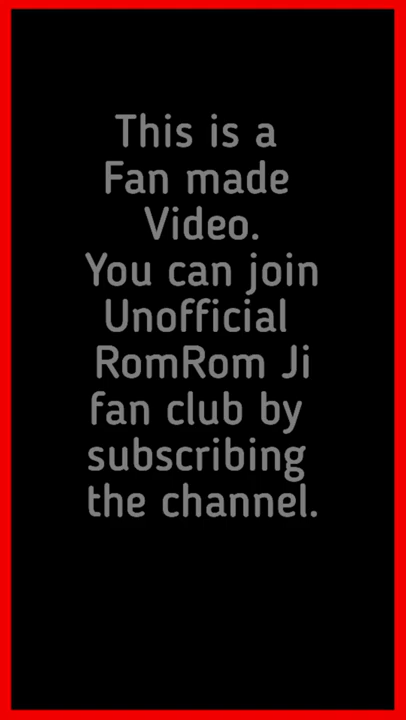 This is a
Fan made
Video.
You can join
Unofficial
RomRom Ji
fan club by
subscribing
the channel.